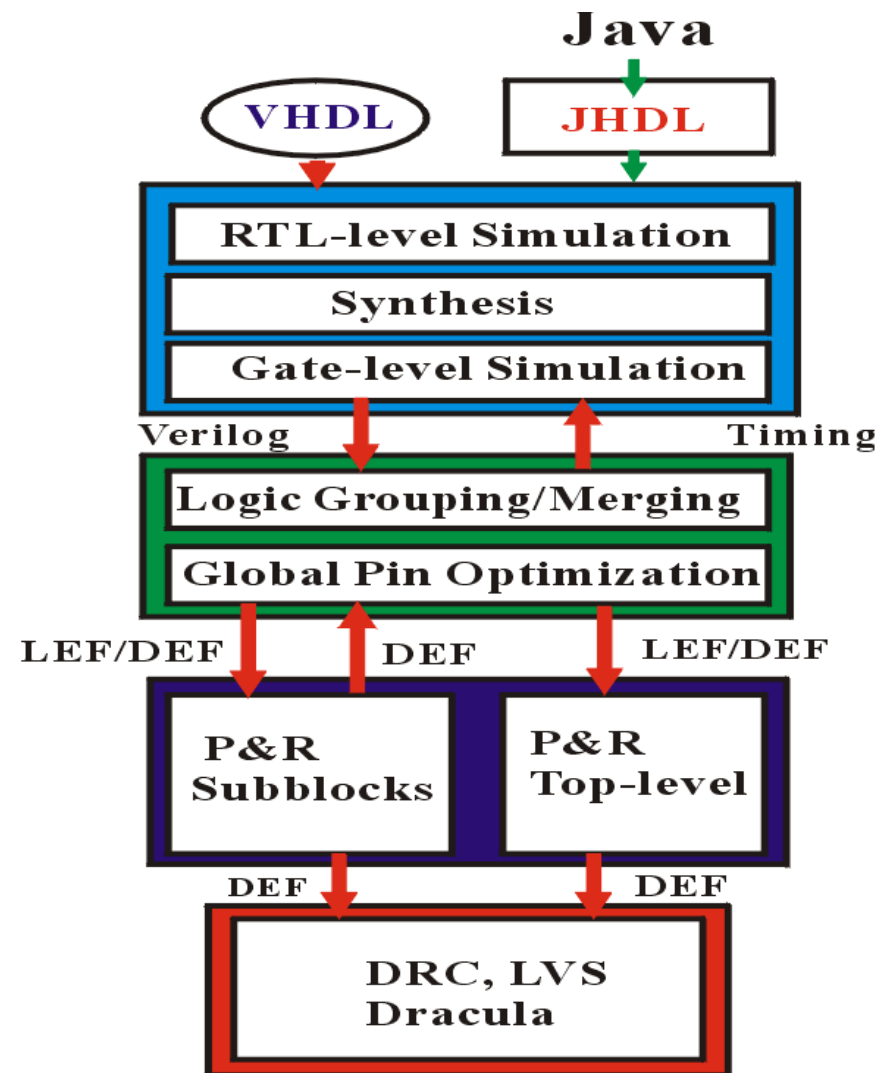 Java
VHDL
JHDL
RTL-level Simulation
Synthesis
Gate-level Simulation
Verilog
Timing
Logic Grouping/Merging
Global Pin Optimization
LEF/DEF
DEF
LEF/DEF
P&R
Subblocks
P&R
Top-level
DEF
DEF
DRC, LVS
Dracula